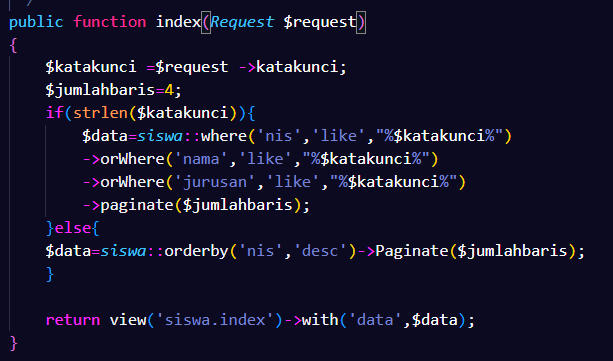 public function index(Request $request)
{
$katakunci =$request ->katakunci;
$jumlahbaris=4;
if(strlen($katakunci)){
$data=siswa::where('nis','like',"%$katakunci%")
->orWhere('nama','like',"%$katakunci%")
->orWhere('jurusan','like',"%$katakunci%")
->paginate($jumlahbaris);
}else{
$data=siswa::orderby('nis','desc')->Paginate($jumlahbaris);
}
return view('siswa.index')->with('data',$data);
}